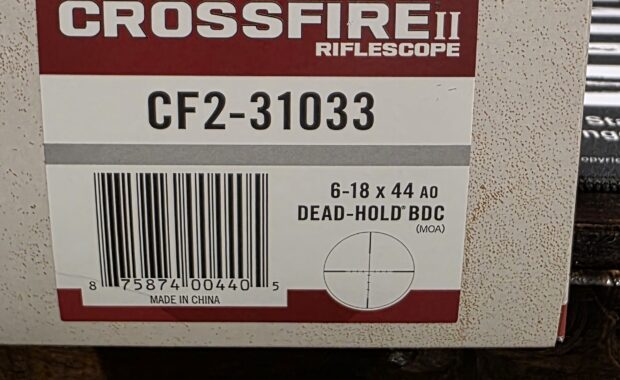 CROSSFIRE II
RIFLESCOPE
CF2-31033
6-18 x 44 AO
DEAD-HOLD® BDC
(MOA)
8 75874 00440 5
MADE IN CHINA